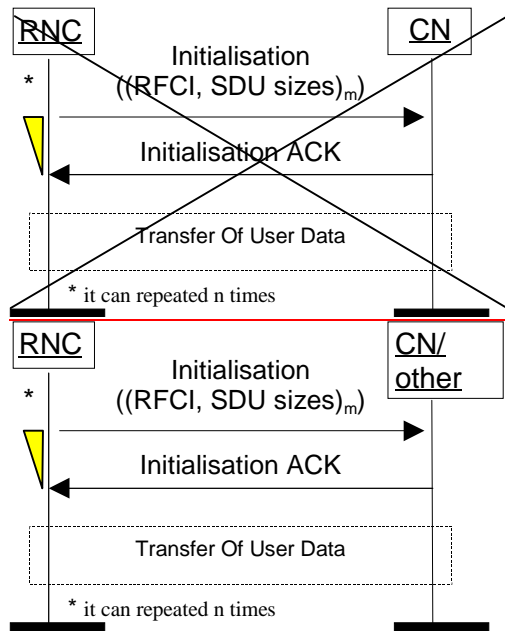 RNC
CN
Initialisation
((RFCI, SDU sizes)m)
*
Initialisation ACK
Transfer Of User Data
* it can repeated n times
RNC
CN/
other
Initialisation
((RFCI, SDU sizes)m)
*
Initialisation ACK
Transfer Of User Data
* it can repeated n times